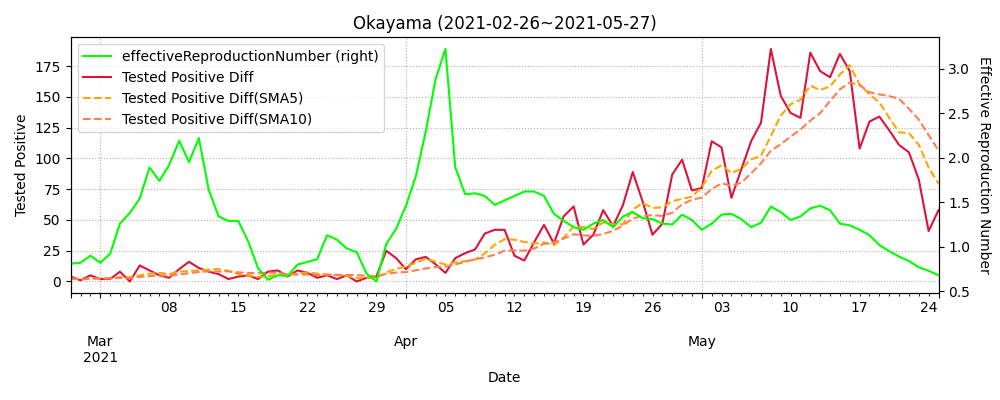 Okayama (2021-02-26~2021-05-27)
effectiveReproductionNumber (right)
Tested Positive Diff
Tested Positive Diff(SMA5)
Tested Positive Diff(SMA10)
Tested Positive
175
150
125
100
75
50
25
0
Effective Reproduction Number
3.0
2.5
2.0
1.5
1.0
0.5
08 15 22 29 05 12 19 26 03 10 17 24
Mar Apr May
2021
Date